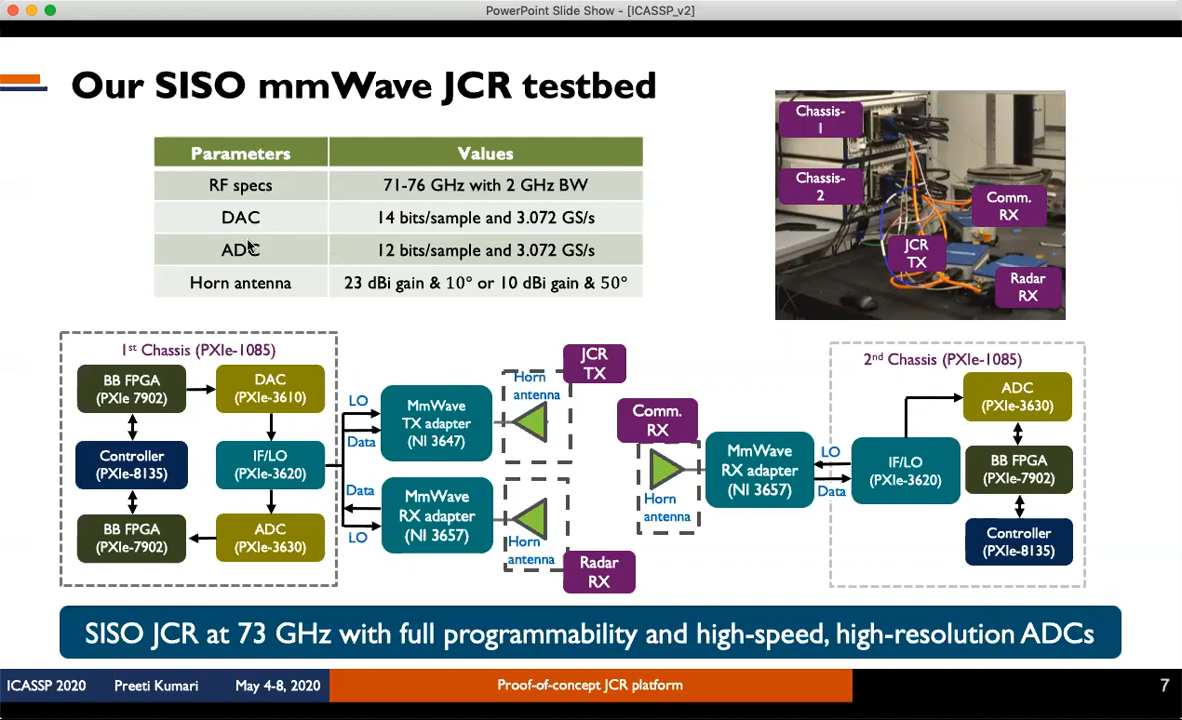 PowerPoint Slide Show - [ICASSP_v2]
Our SISO mmWave JCR testbed
Parameters Values
RF specs 71-76 GHz with 2 GHz BW
DAC 14 bits/sample and 3.072 GS/s
ADC 12 bits/sample and 3.072 GS/s
Horn antenna 23 dBi gain & 10° or 10 dBi gain & 50°
Chassis-
1
Chassis-
2
Comm.
RX
JCR
TX
Radar
RX
1st Chassis (PXIe-1085)
BB FPGA
(PXIe 7902)
DAC
(PXIe-3610)
Controller
(PXIe-8135)
IF/LO
(PXIe-3620)
BB FPGA
(PXIe-7902)
ADC
(PXIe-3630)
LO
Data
MmWave
TX adapter
(NI 3647)
Data
LO
MmWave
RX adapter
(NI 3657)
Horn
antenna
JCR
TX
Horn
antenna
Radar
RX
Comm.
RX
Horn
antenna
MmWave
RX adapter
(NI 3657)
LO
Data
2nd Chassis (PXIe-1085)
IF/LO
(PXIe-3620)
ADC
(PXIe-3630)
BB FPGA
(PXIe-7902)
Controller
(PXIe-8135)
SISO JCR at 73 GHz with full programmability and high-speed, high-resolution ADCs
ICASSP 2020 Preeti Kumari May 4-8, 2020 Proof-of-concept JCR platform 7